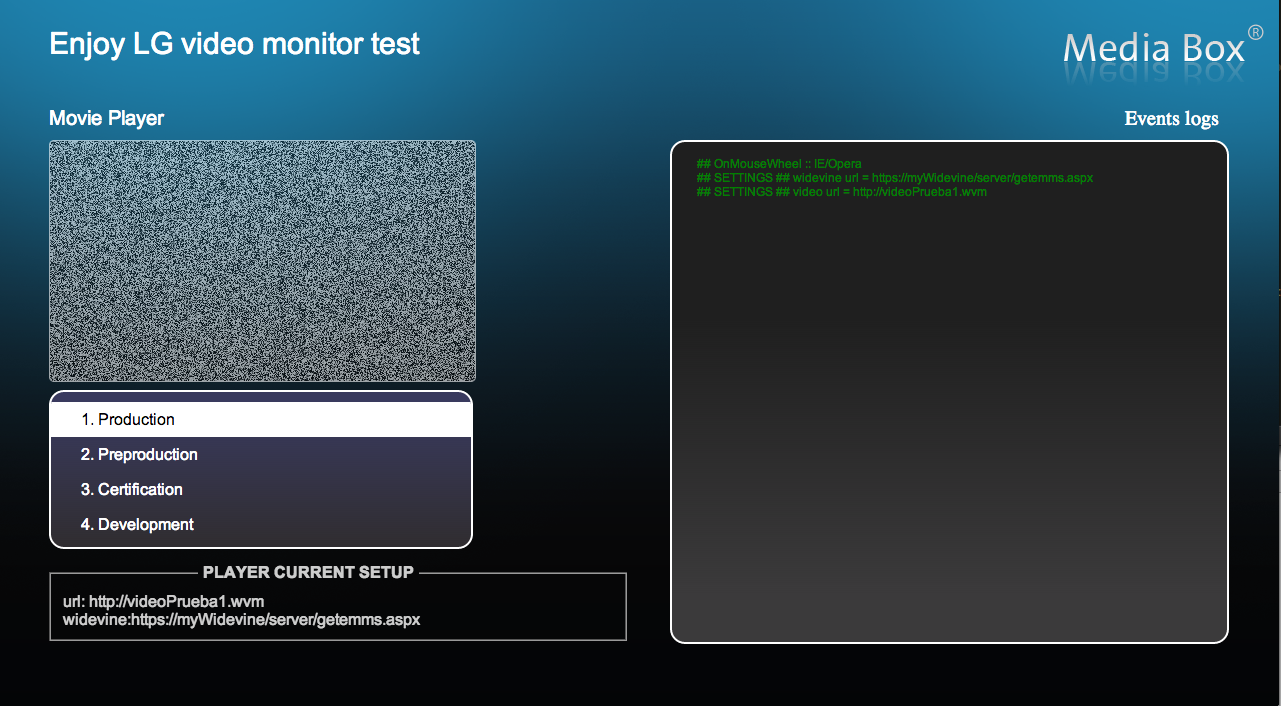 Enjoy LG video monitor test
Media Box®
Movie Player
Events logs
## OnMouseWheel :: IE/Opera
## SETTINGS ## widevine url = https://myWidevine/server/getemms.aspx
## SETTINGS ## video url = http://videoPrueba1.wvm
1. Production
2. Preproduction
3. Certification
4. Development
PLAYER CURRENT SETUP
url: http://videoPrueba1.wvm
widevine:https://myWidevine/server/getemms.aspx